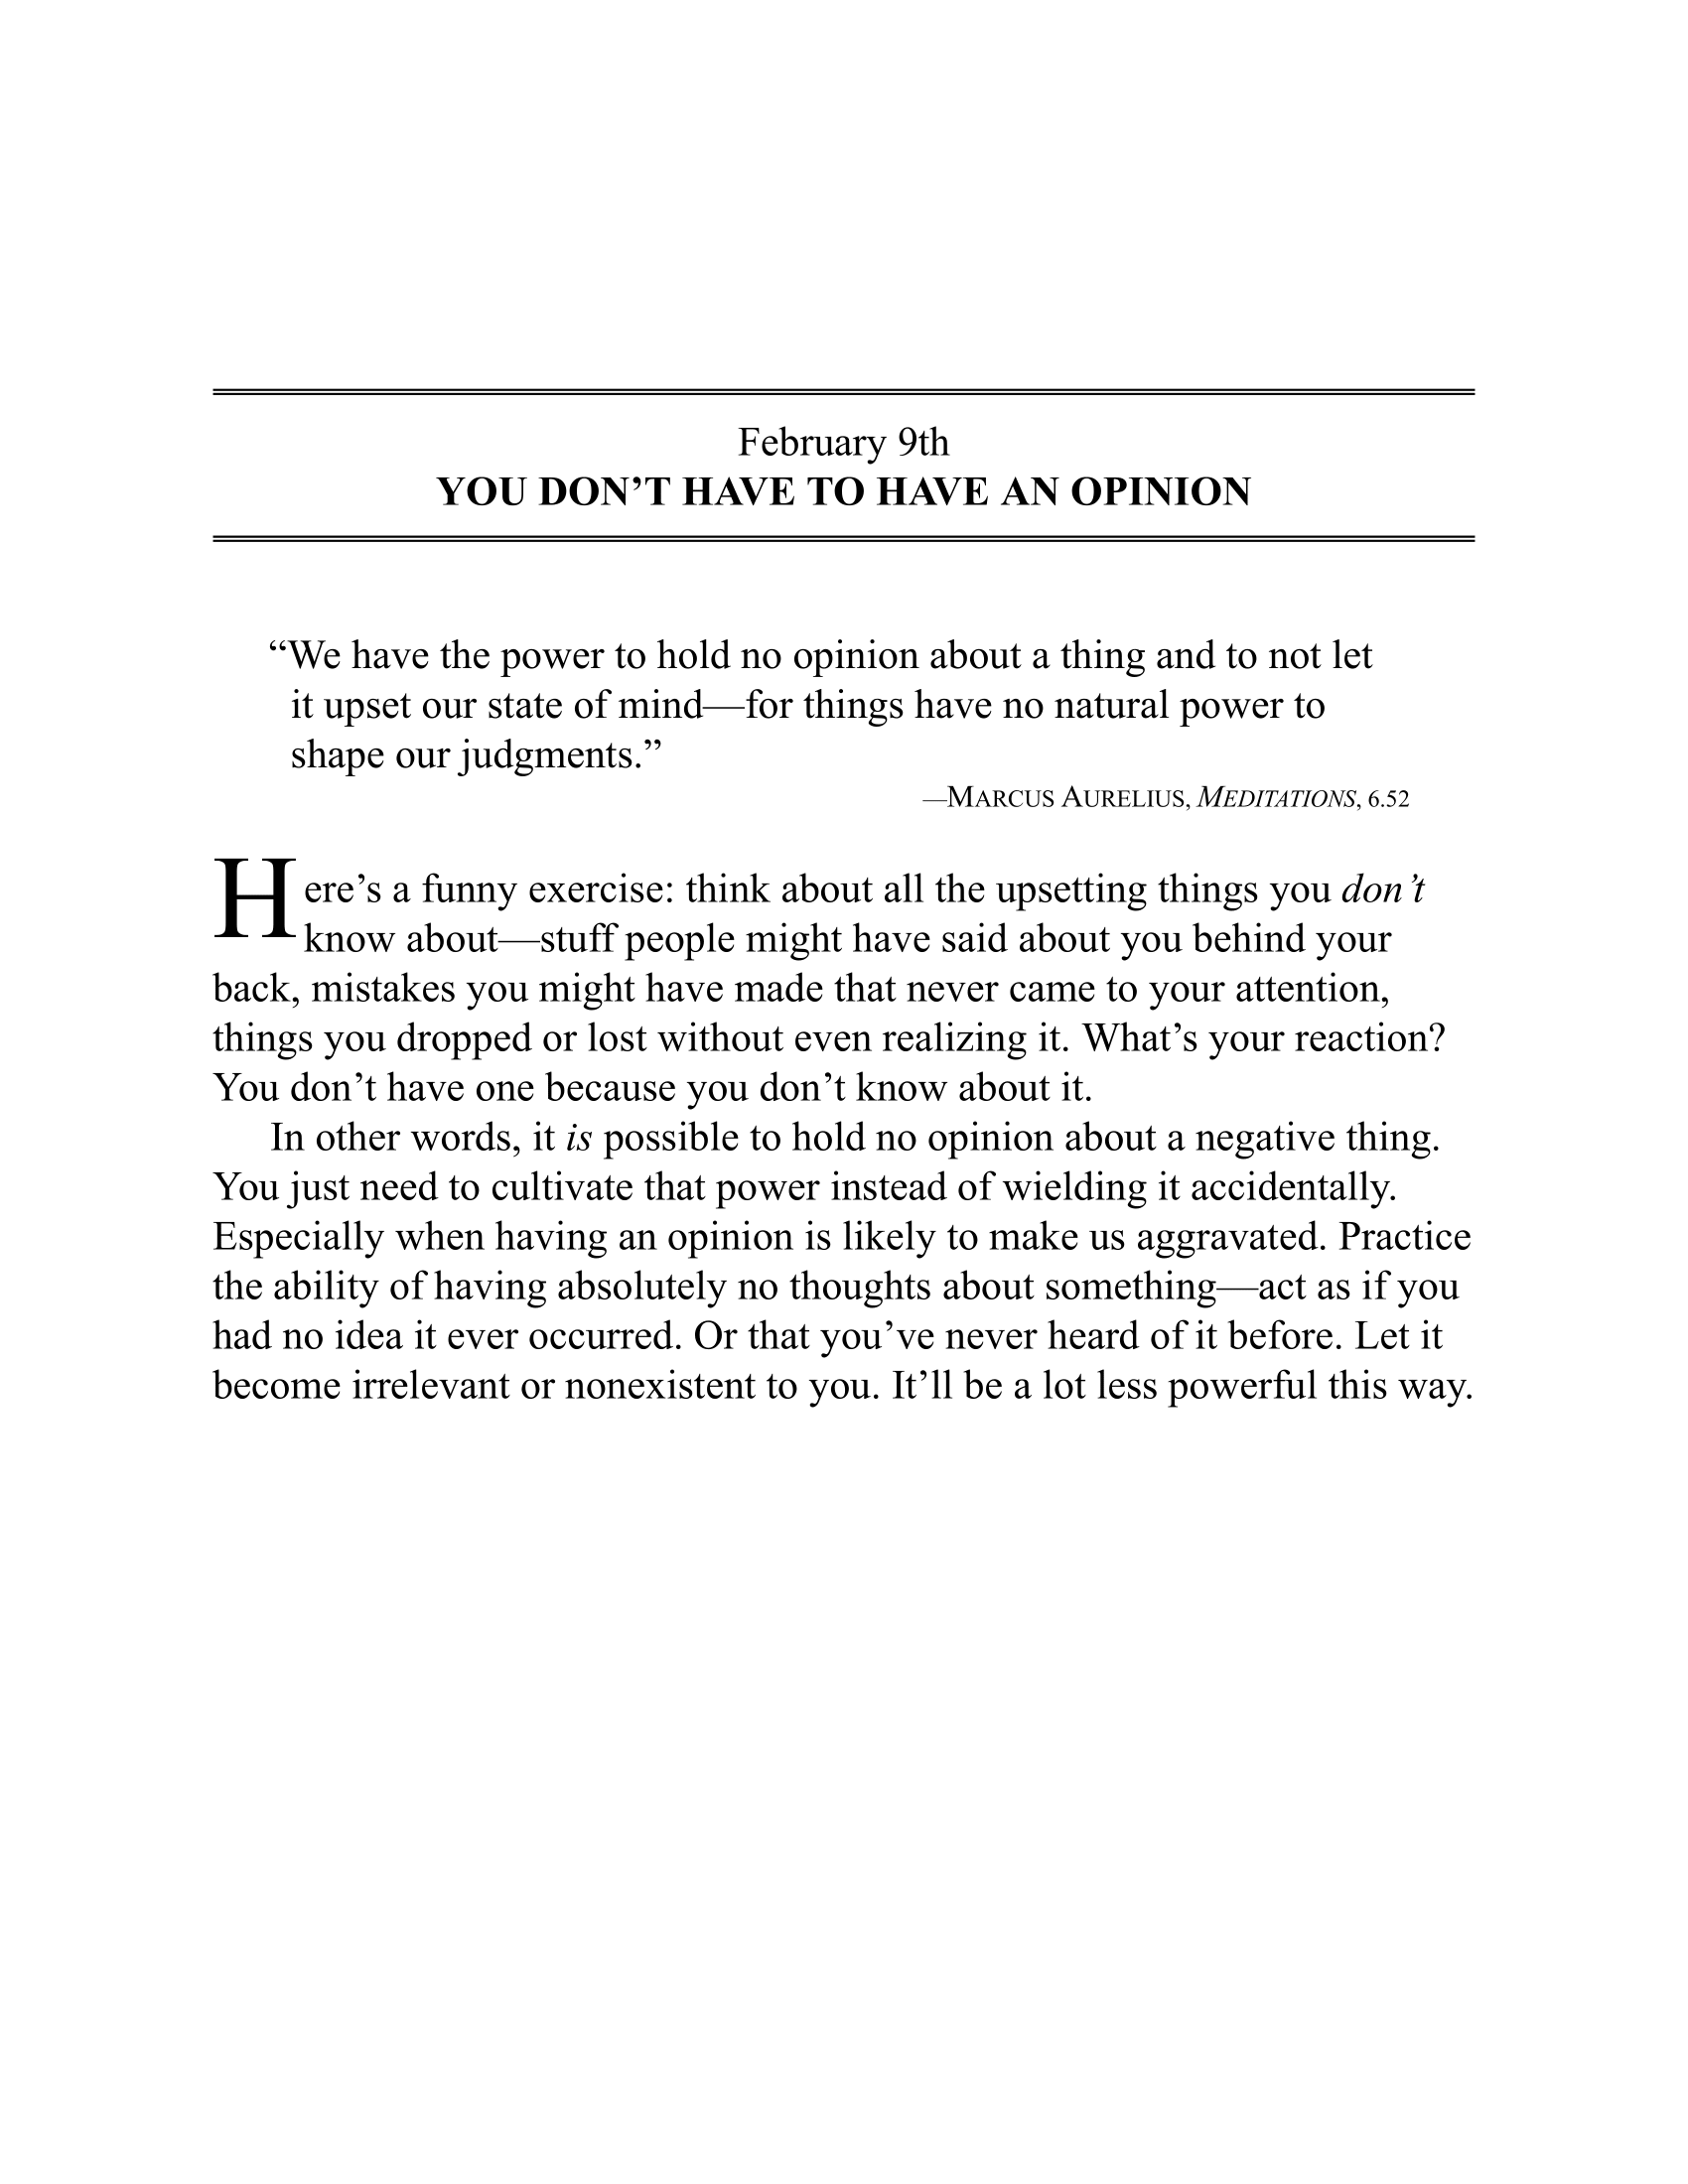 February 9th
YOU DON’T HAVE TO HAVE AN OPINION
“We have the power to hold no opinion about a thing and to not let
it upset our state of mind—for things have no natural power to
shape our judgments.”
—MARCUS AURELIUS, MEDITATIONS, 6.52
Here’s a funny exercise: think about all the upsetting things you don’t
know about—stuff people might have said about you behind your
back, mistakes you might have made that never came to your attention,
things you dropped or lost without even realizing it. What’s your reaction?
You don’t have one because you don’t know about it.
In other words, it is possible to hold no opinion about a negative thing.
You just need to cultivate that power instead of wielding it accidentally.
Especially when having an opinion is likely to make us aggravated. Practice
the ability of having absolutely no thoughts about something—act as if you
had no idea it ever occurred. Or that you’ve never heard of it before. Let it
become irrelevant or nonexistent to you. It’ll be a lot less powerful this way.